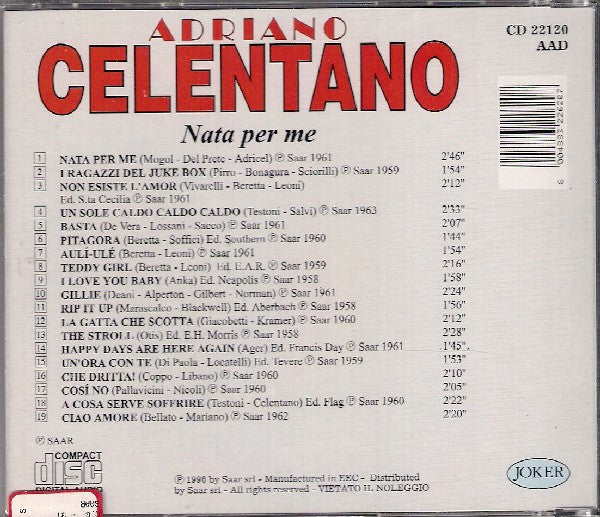 ADRIANO
CELENTANO
CD 22120
AAD
Nata per me
1 NATA PER ME (Mogol - Del Prete - Adricel) ℗ Saar 1961 2'46"
2 I RAGAZZI DEL JUKE BOX (Pirro - Bonagura - Sciorilli) ℗ Saar 1959 1'54"
3 NON ESISTE L'AMOR (Vivarelli - Beretta - Leoni) 2'12"
Ed. S.ta Cecilia ℗ Saar 1961
4 UN SOLE CALDO CALDO CALDO (Testoni - Salvi) ℗ Saar 1963 2'33"
5 BASTA (De Vera - Lossani - Sacco) ℗ Saar 1961 2'07"
6 PITAGORA (Beretta - Soffici) Ed. Southern ℗ Saar 1960 1'44"
7 AULÌ-ULÉ (Beretta - Leoni) ℗ Saar 1961 1'54"
8 TEDDY GIRL (Beretta - Leoni) Ed. E.A.R. ℗ Saar 1959 2'16"
9 I LOVE YOU BABY (Anka) Ed. Neapolis ℗ Saar 1958 1'58"
10 GILLIE (Deani - Alperton - Gilbert - Norman) ℗ Saar 1961 2'24"
11 RIP IT UP (Marascalco - Blackwell) Ed. Aberbach ℗ Saar 1958 1'56"
12 LA GATTA CHE SCOTTA (Giacobetti - Kramer) ℗ Saar 1960 2'12"
13 THE STROLL (Otis) Ed. E.H. Morris ℗ Saar 1958 2'28"
14 HAPPY DAYS ARE HERE AGAIN (Ager) Ed. Francis Day ℗ Saar 1961 1'45"
15 UN'ORA CON TE (Di Paola - Locatelli) Ed. Tevere ℗ Saar 1959 1'53"
16 CHE DRITTA! (Coppo - Libano) ℗ Saar 1960 2'10"
17 COSÍ NO (Pallavicini - Nicoli) ℗ Saar 1960 2'05"
18 A COSA SERVE SOFFRIRE (Testoni - Celentano) Ed. Flag ℗ Saar 1960 2'22"
19 CIAO AMORE (Bellato - Mariano) ℗ Saar 1962 2'20"
8 004883 226207
℗ SAAR
COMPACT
disc
DIGITAL AUDIO
℗ 1996 by Saar srl - Manufactured in EEC - Distributed
by Saar srl - All rights reserved - VIETATO IL NOLEGGIO
JOKER